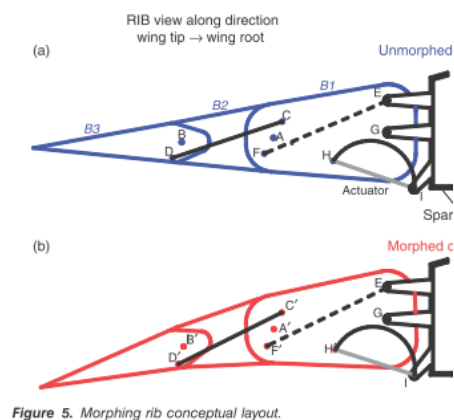 RIB view along direction
wing tip → wing root
(a)
Unmorphed
B1
B2
B3
E
C
B
A
G
D
F
H
Actuator
I
Spar
(b)
Morphed c
E
C′
G
B′
A′
F′
H
D′
I
Figure 5. Morphing rib conceptual layout.